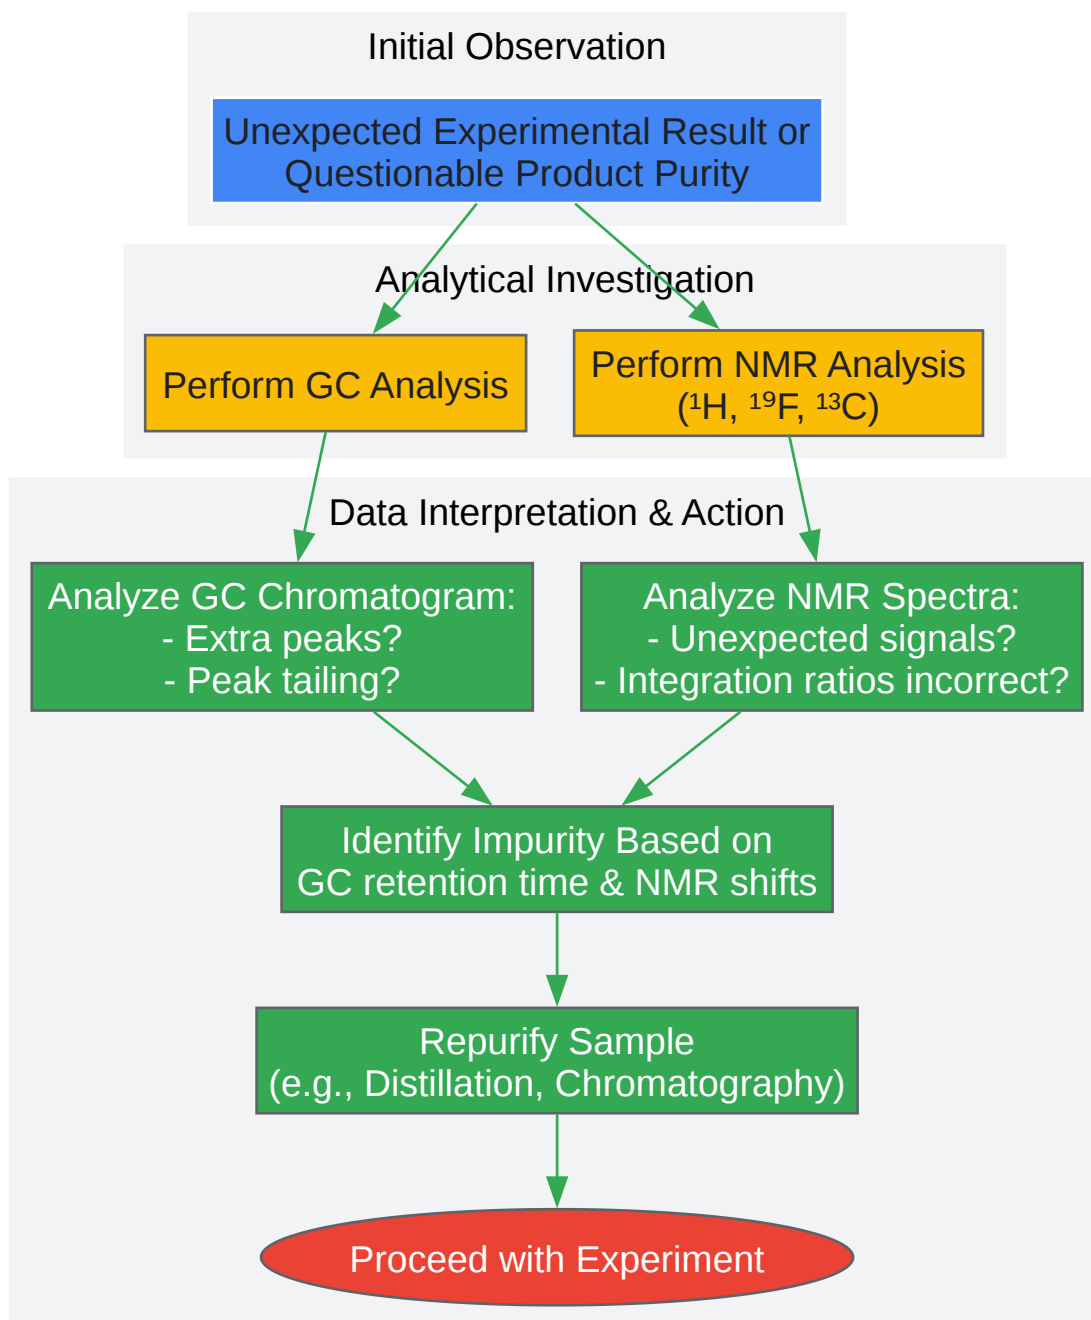 Initial Observation
Unexpected Experimental Result or
Questionable Product Purity
Analytical Investigation
Perform GC Analysis
Perform NMR Analysis
(¹H, ¹⁹F, ¹³C)
Data Interpretation & Action
Analyze GC Chromatogram:
- Extra peaks?
- Peak tailing?
Analyze NMR Spectra:
- Unexpected signals?
- Integration ratios incorrect?
Identify Impurity Based on
GC retention time & NMR shifts
Repurify Sample
(e.g., Distillation, Chromatography)
Proceed with Experiment